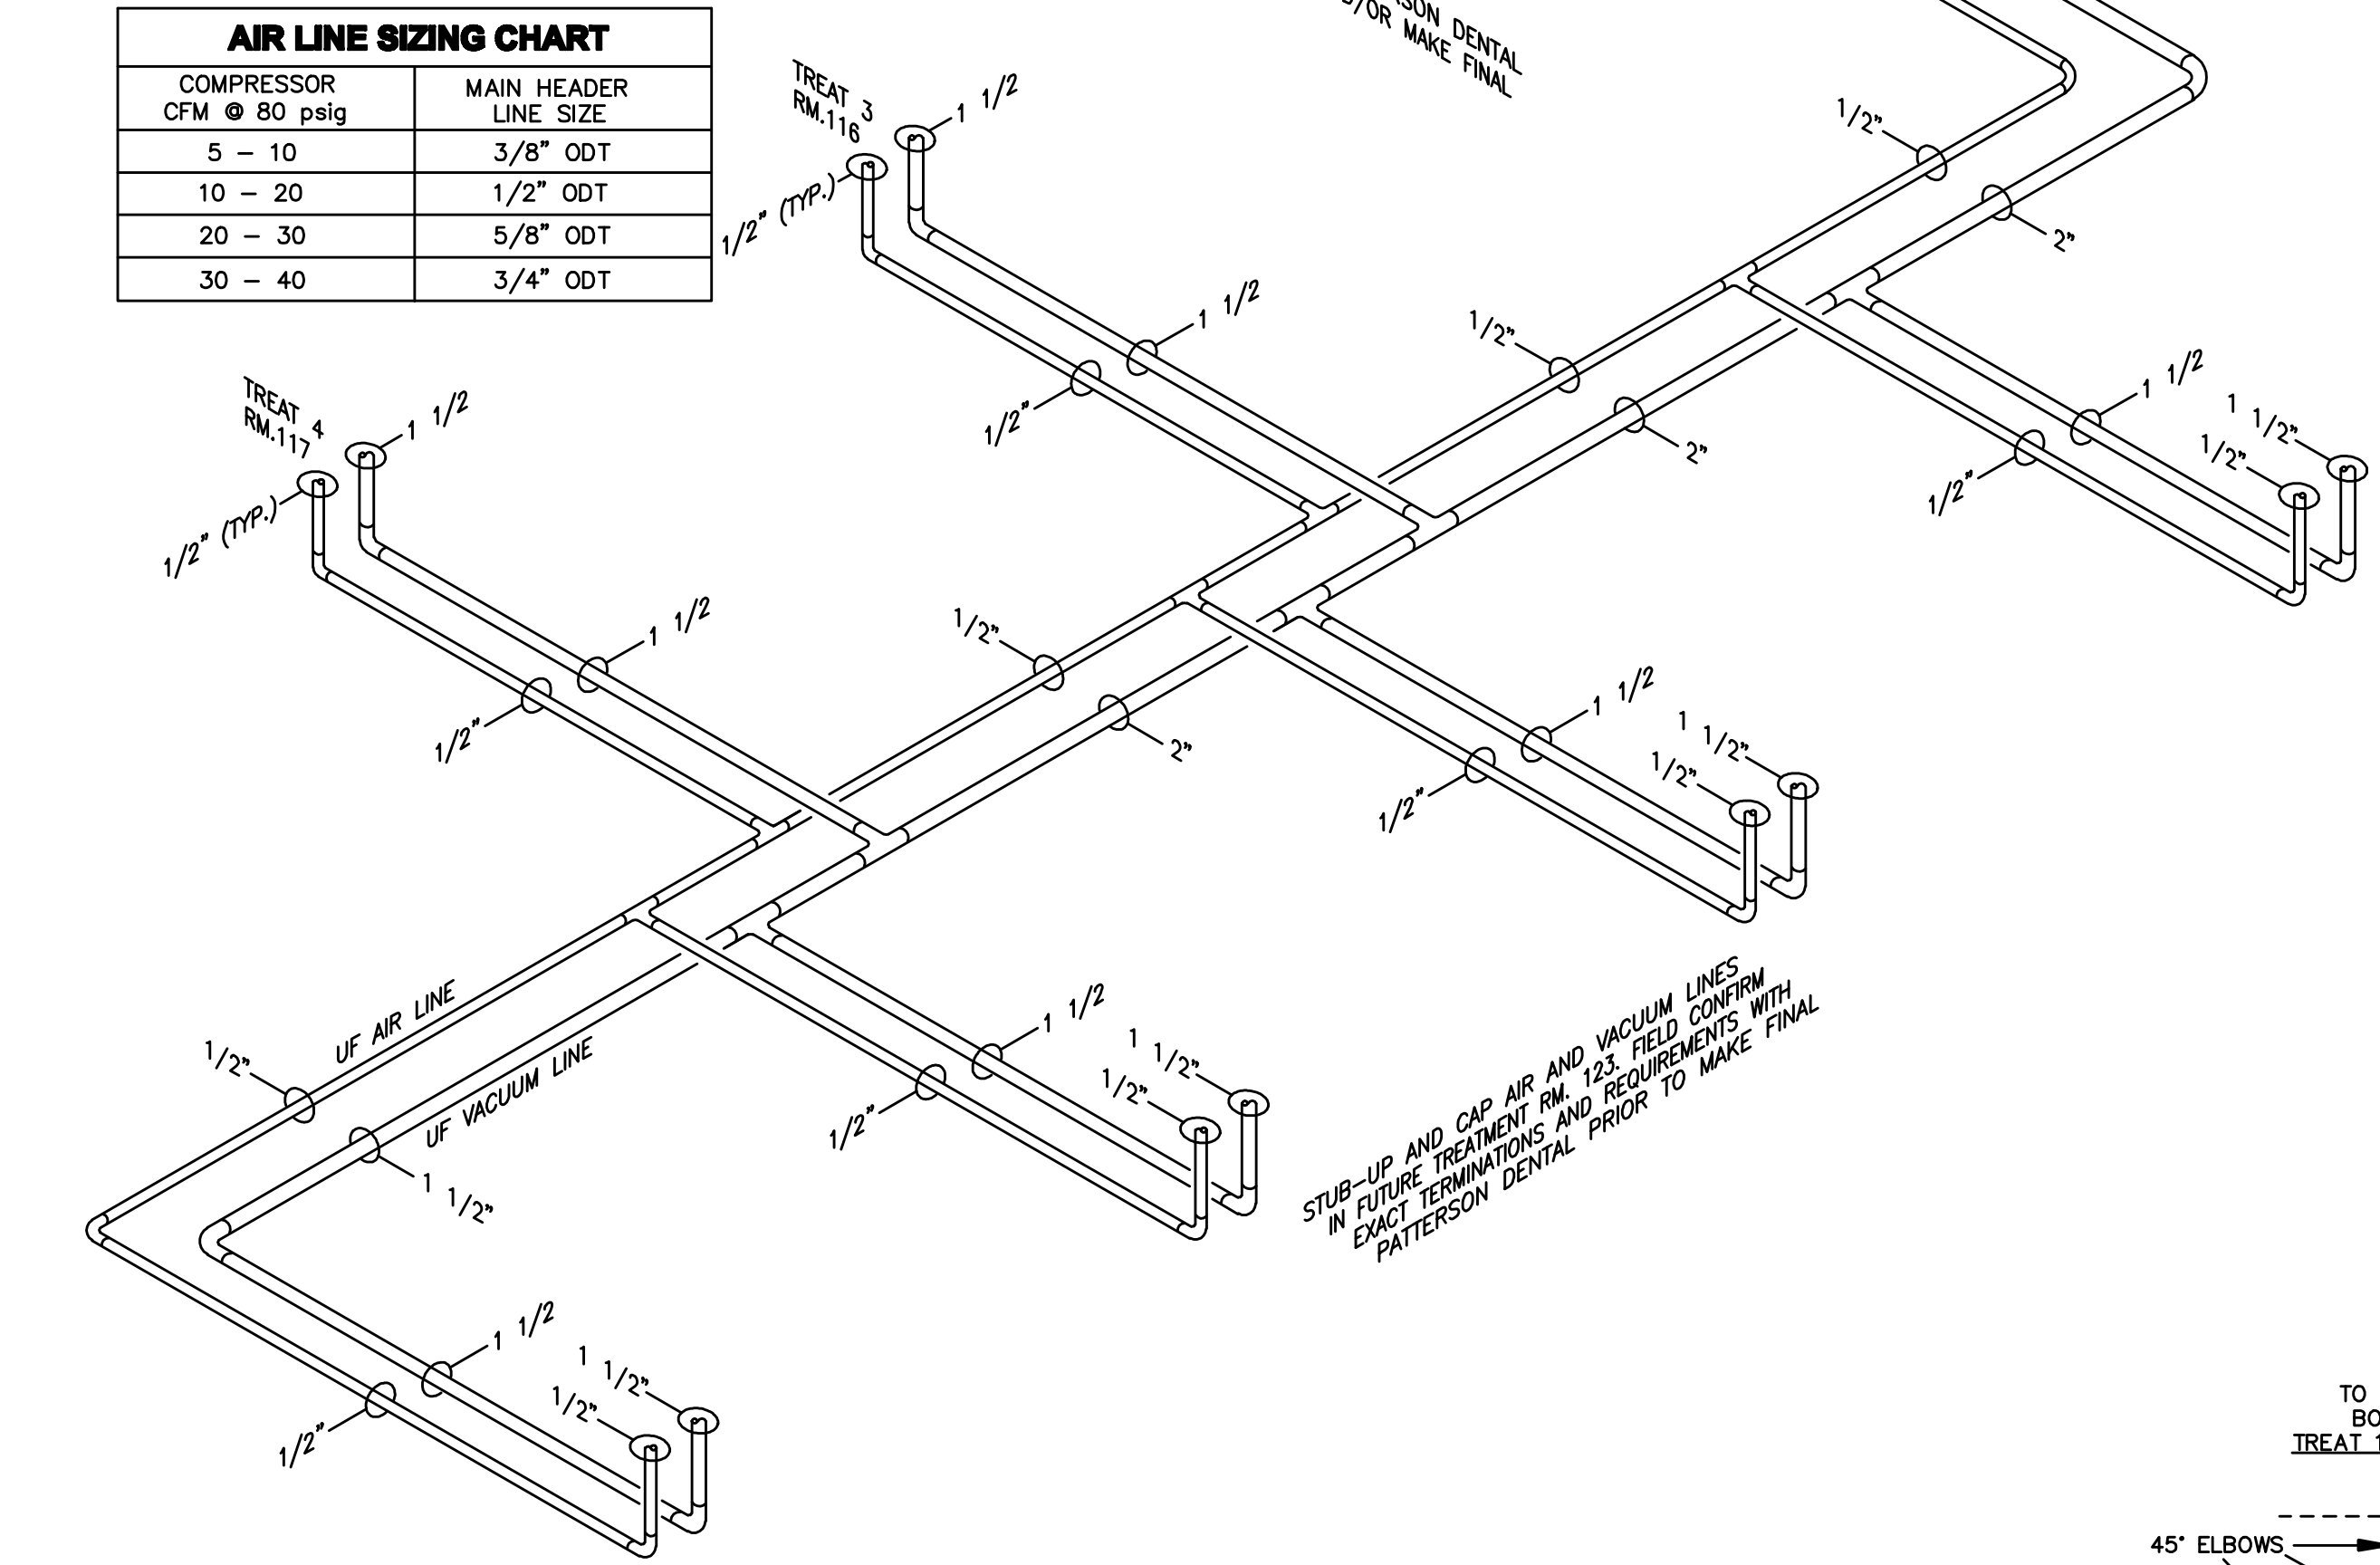 AIR LINE SIZING CHART
COMPRESSOR
CFM @ 80 psig
MAIN HEADER
LINE SIZE
5 – 10
3/8" ODT
10 – 20
1/2" ODT
20 – 30
5/8" ODT
30 – 40
3/4" ODT
DENTAL
MAKE FINAL
TREAT 3
RM.116
1 1/2
1/2" (TYP.)
1 1/2
1/2"
1/2"
2"
1/2"
2"
1 1/2
1/2"
1 1/2"
1/2"
TREAT 4
RM.117
1 1/2
1/2" (TYP.)
1 1/2
1/2"
1/2"
2"
1 1/2
1/2"
1 1/2"
1/2"
UF AIR LINE
1/2"
UF VACUUM LINE
1 1/2"
1 1/2
1/2"
1 1/2"
1/2"
STUB-UP AND CAP AIR AND VACUUM LINES
IN FUTURE TREATMENT RM. 123. FIELD CONFIRM
EXACT TERMINATIONS AND REQUIREMENTS WITH
PATTERSON DENTAL PRIOR TO MAKE FINAL
1 1/2
1/2"
1 1/2"
1/2"
TO
TREAT
45° ELBOWS